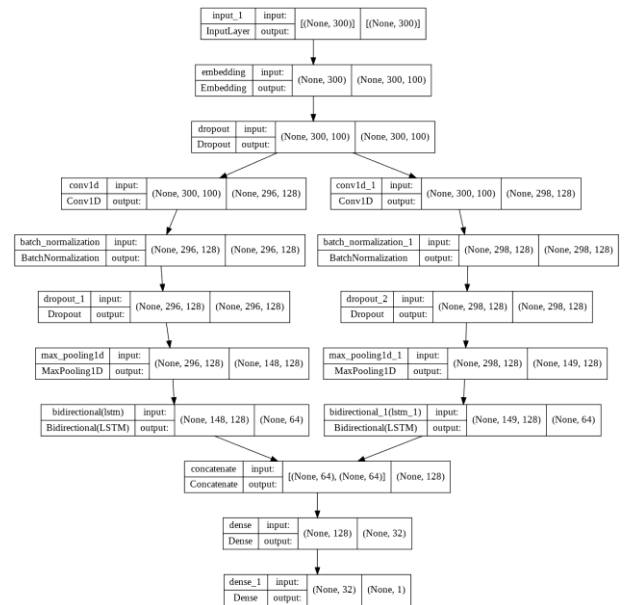 input_1 input: [(None, 300)] [(None, 300)]
InputLayer output:
embedding input: (None, 300) (None, 300, 100)
Embedding output:
dropout input: (None, 300, 100) (None, 300, 100)
Dropout output:
conv1d input: (None, 300, 100) (None, 296, 128)
Conv1D output:
conv1d_1 input: (None, 300, 100) (None, 298, 128)
Conv1D output:
batch_normalization input: (None, 296, 128) (None, 296, 128)
BatchNormalization output:
batch_normalization_1 input: (None, 298, 128) (None, 298, 128)
BatchNormalization output:
dropout_1 input: (None, 296, 128) (None, 296, 128)
Dropout output:
dropout_2 input: (None, 298, 128) (None, 298, 128)
Dropout output:
max_pooling1d input: (None, 296, 128) (None, 148, 128)
MaxPooling1D output:
max_pooling1d_1 input: (None, 298, 128) (None, 149, 128)
MaxPooling1D output:
bidirectional(lstm) input: (None, 148, 128) (None, 64)
Bidirectional(LSTM) output:
bidirectional_1(lstm_1) input: (None, 149, 128) (None, 64)
Bidirectional(LSTM) output:
concatenate input: [(None, 64), (None, 64)] (None, 128)
Concatenate output:
dense input: (None, 128) (None, 32)
Dense output:
dense_1 input: (None, 32) (None, 1)
Dense output: